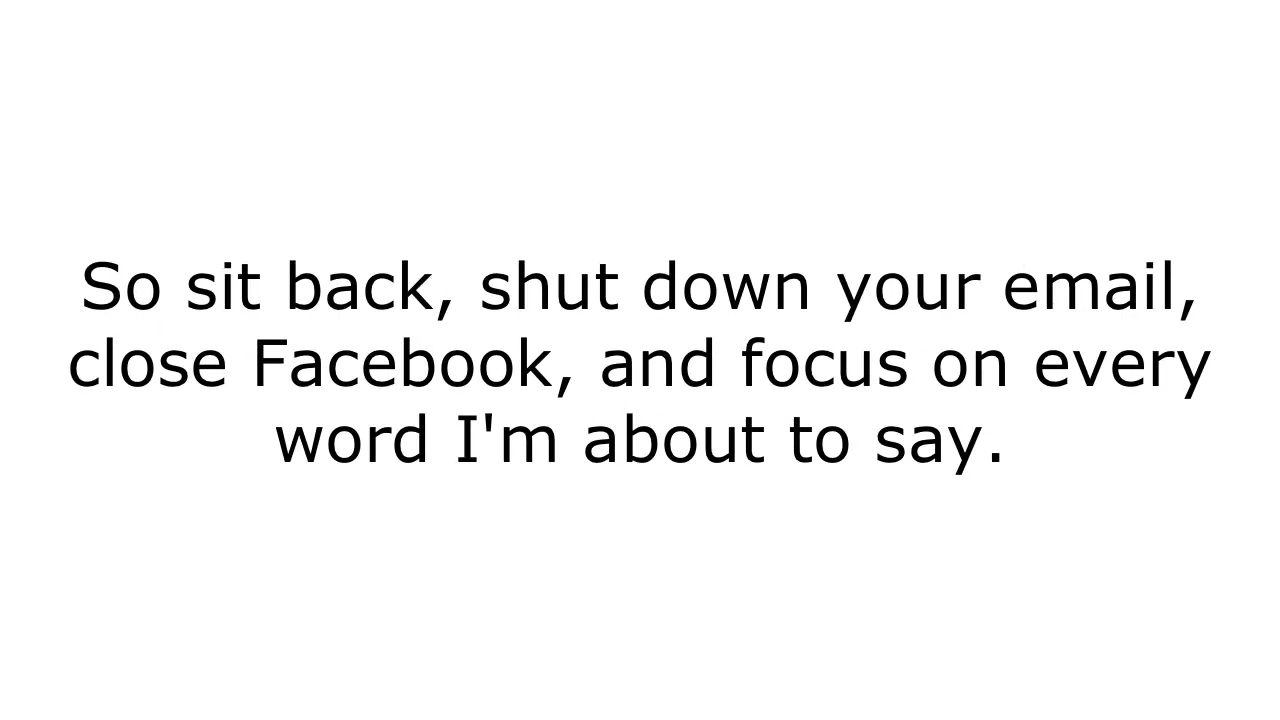 So sit back, shut down your email,
close Facebook, and focus on every
word I'm about to say.